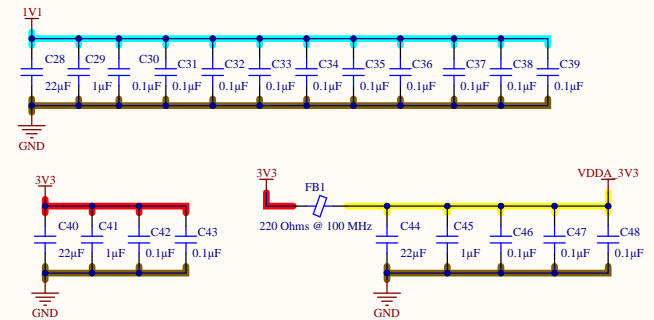 1V1
C28 C29 C30 C31 C32 C33 C34 C35 C36 C37 C38 C39
22µF 1µF 0.1µF 0.1µF 0.1µF 0.1µF 0.1µF 0.1µF 0.1µF 0.1µF 0.1µF 0.1µF
GND
3V3
C40 C41 C42 C43
22µF 1µF 0.1µF 0.1µF
GND
3V3 FB1 VDDA_3V3
220 Ohms @ 100 MHz
C44 C45 C46 C47 C48
22µF 1µF 0.1µF 0.1µF 0.1µF
GND